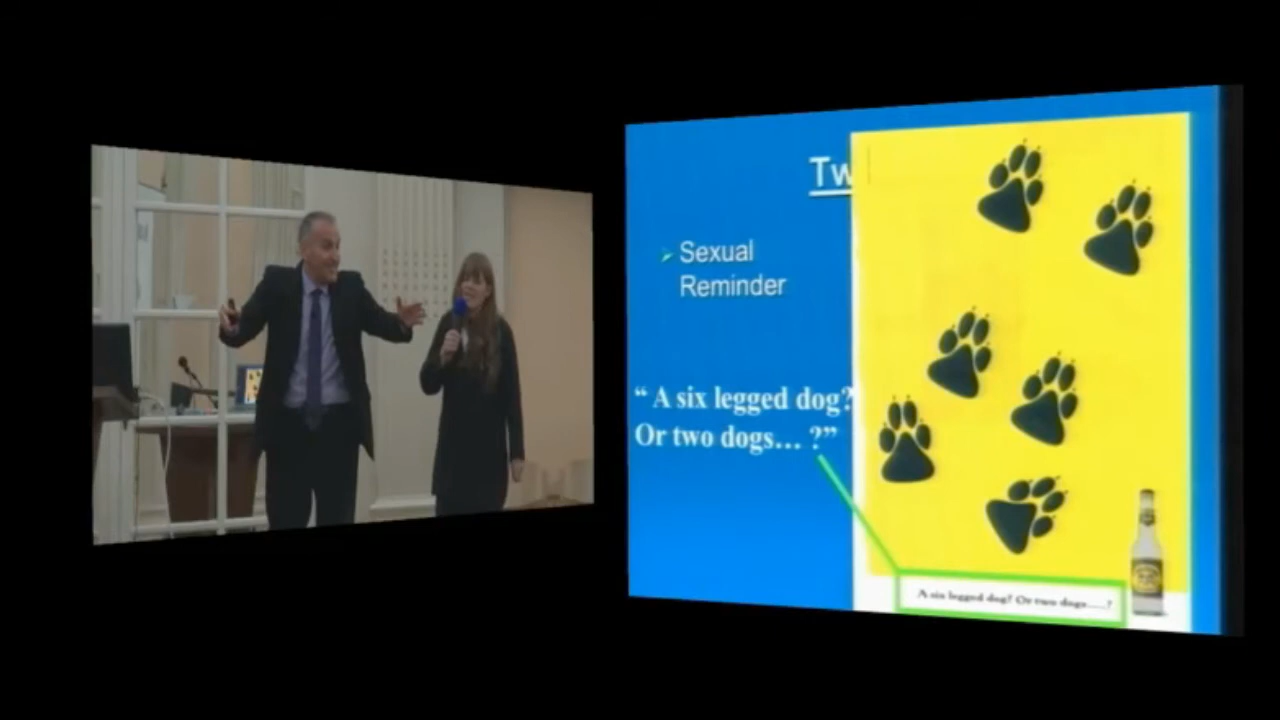 Tw
Sexual
Reminder
“ A six legged dog?
Or two dogs... ?”
A six legged dog? Or two dogs.....?